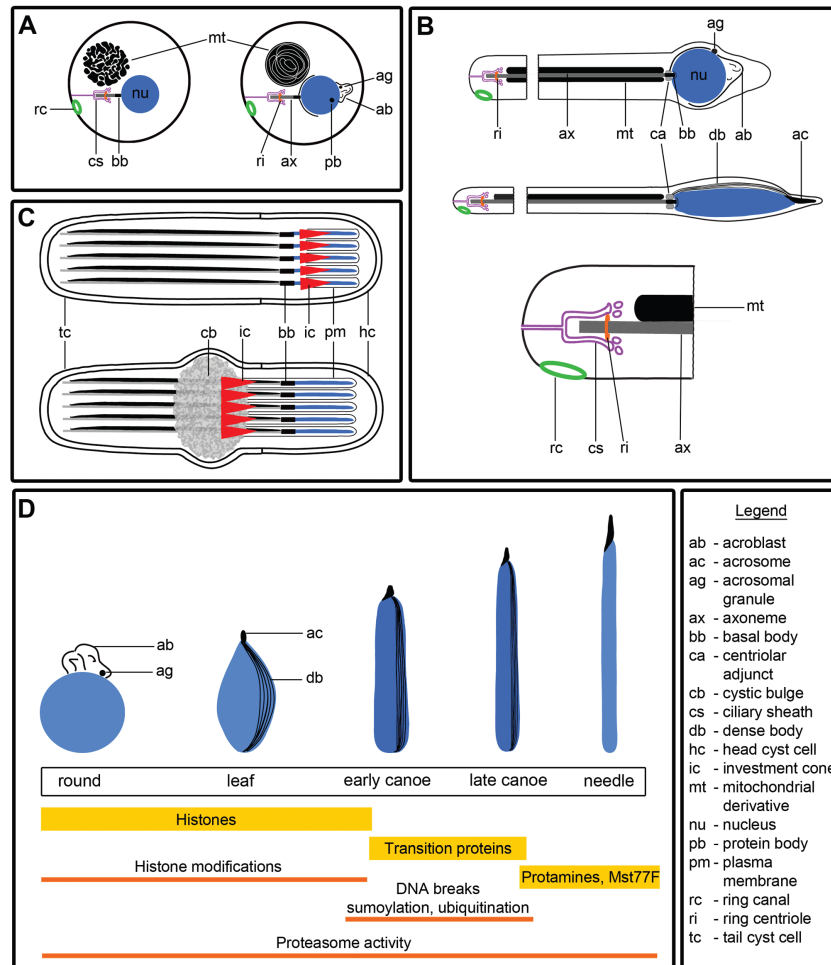 A
mt
nu
ag
ab
rc
cs
bb
ri
ax
pb
B
ag
nu
ri
ax
mt
ca
bb
ab
db
ac
mt
rc
cs
ri
ax
C
tc
cb
ic
bb
ic
pm
hc
D
ab
ag
ac
db
round
leaf
early canoe
late canoe
needle
Histones
Transition proteins
Histone modifications
Protamines, Mst77F
DNA breaks
sumoylation, ubiquitination
Proteasome activity
Legend
ab - acroblast
ac - acrosome
ag - acrosomal
granule
ax - axoneme
bb - basal body
ca - centriolar
adjunct
cb - cystic bulge
cs - ciliary sheath
db - dense body
hc - head cyst cell
ic - investment cone
mt - mitochondrial
derivative
nu - nucleus
pb - protein body
pm - plasma
membrane
rc - ring canal
ri - ring centriole
tc - tail cyst cell